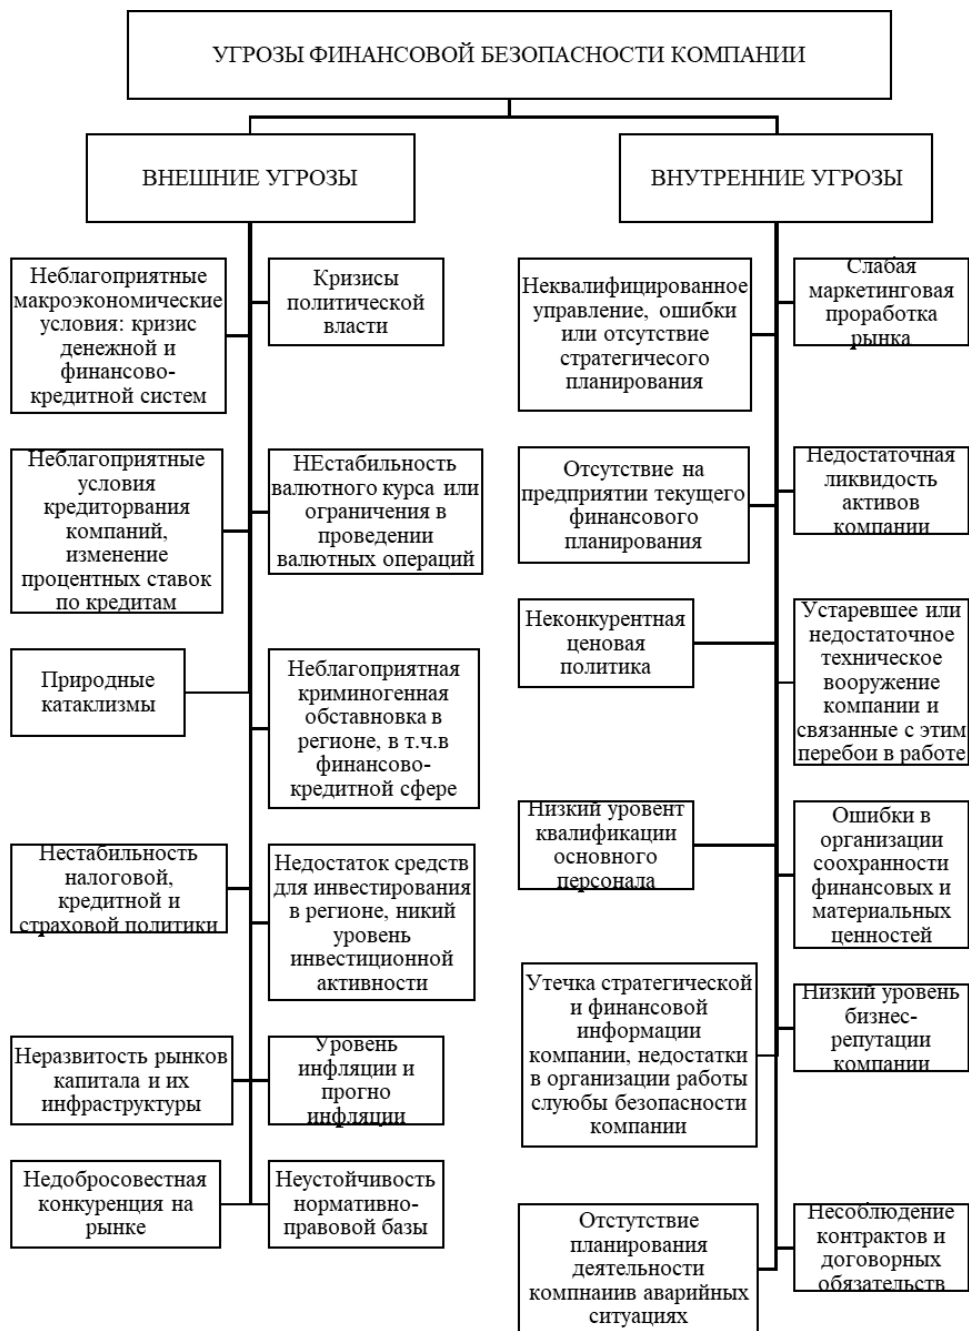 УГРОЗЫ ФИНАНСОВОЙ БЕЗОПАСНОСТИ КОМПАНИИ
ВНЕШНИЕ УГРОЗЫ
Неблагоприятные
макроэкономические
условия: кризис
денежной и
финансово-
кредитной систем
Кризисы
политической
власти
Неблагоприятные
условия
кредиторвания
компаний,
изменение
процентных ставок
по кредитам
НЕстабильность
валютного курса или
ограничения в
проведении
валютных операций
Природные
катаклизмы
Неблагоприятная
криминогенная
обставновка в
регионе, в т.ч.в
финансово-
кредитной сфере
Нестабильность
налоговой,
кредитной и
страховой политики
Недостаток средств
для инвестирования
в регионе, никий
уровень
инвестиционной
активности
Неразвитость рынков
капитала и их
инфраструктуры
Уровень
инфляции и
прогно
инфляции
Недобросовестная
конкуренция на
рынке
Неустойчивость
нормативно-
правовой базы
ВНУТРЕННИЕ УГРОЗЫ
Неквалифицированное
управление, ошибки
или отсутствие
стратегичесого
планирования
Слабая
маркетинговая
проработка
рынка
Отсутствие на
предприятии текущего
финансового
планирования
Недостаточная
ликвидость
активов
компании
Неконкурентная
ценовая
политика
Устаревшее или
недостаточное
техническое
вооружение
компании и
связанные с этим
перебои в работе
Низкий уровент
квалификации
основного
персонала
Ошибки в
организации
соохранности
финансовых и
материальных
ценностей
Утечка стратегической
и финансовой
информации
компании, недостатки
в организации работы
слуюбы безопасности
компании
Низкий уровень
бизнес-
репутации
компании
Отстутствие
планирования
деятельности
компнаиив аварийных
ситуациях
Несоблюдение
контрактов и
договорных
обязательств